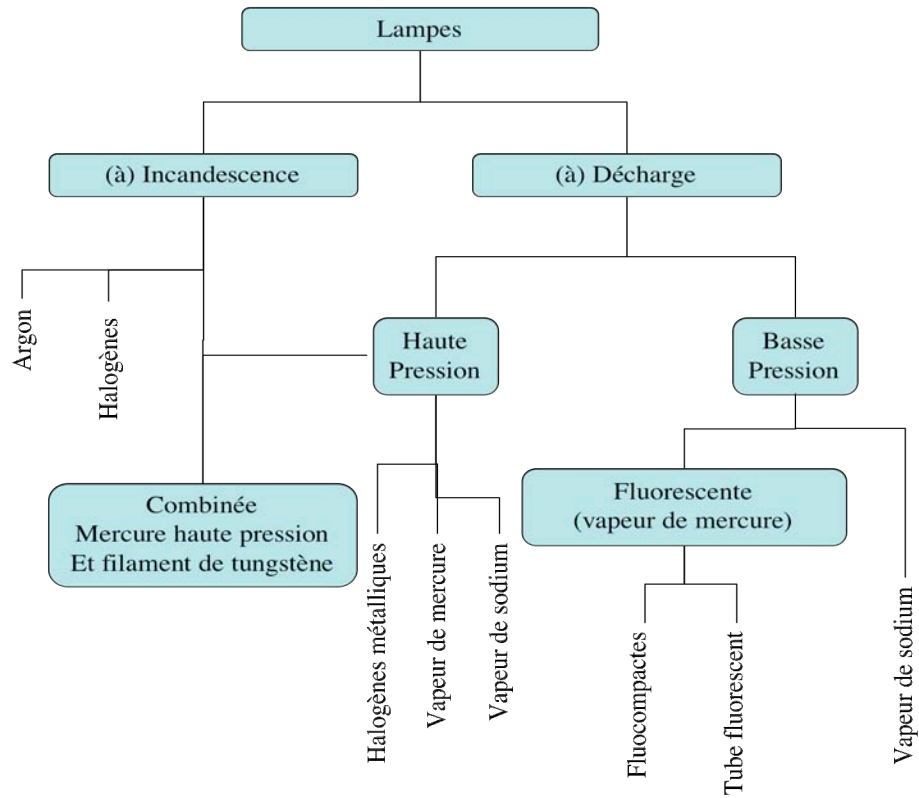 Lampes
(à) Incandescence
(à) Décharge
Argon
Halogènes
Haute
Pression
Basse
Pression
Combinée
Mercure haute pression
Et filament de tungstène
Halogènes métalliques
Vapeur de mercure
Vapeur de sodium
Fluorescente
(vapeur de mercure)
Fluocompactes
Tube fluorescent
Vapeur de sodium